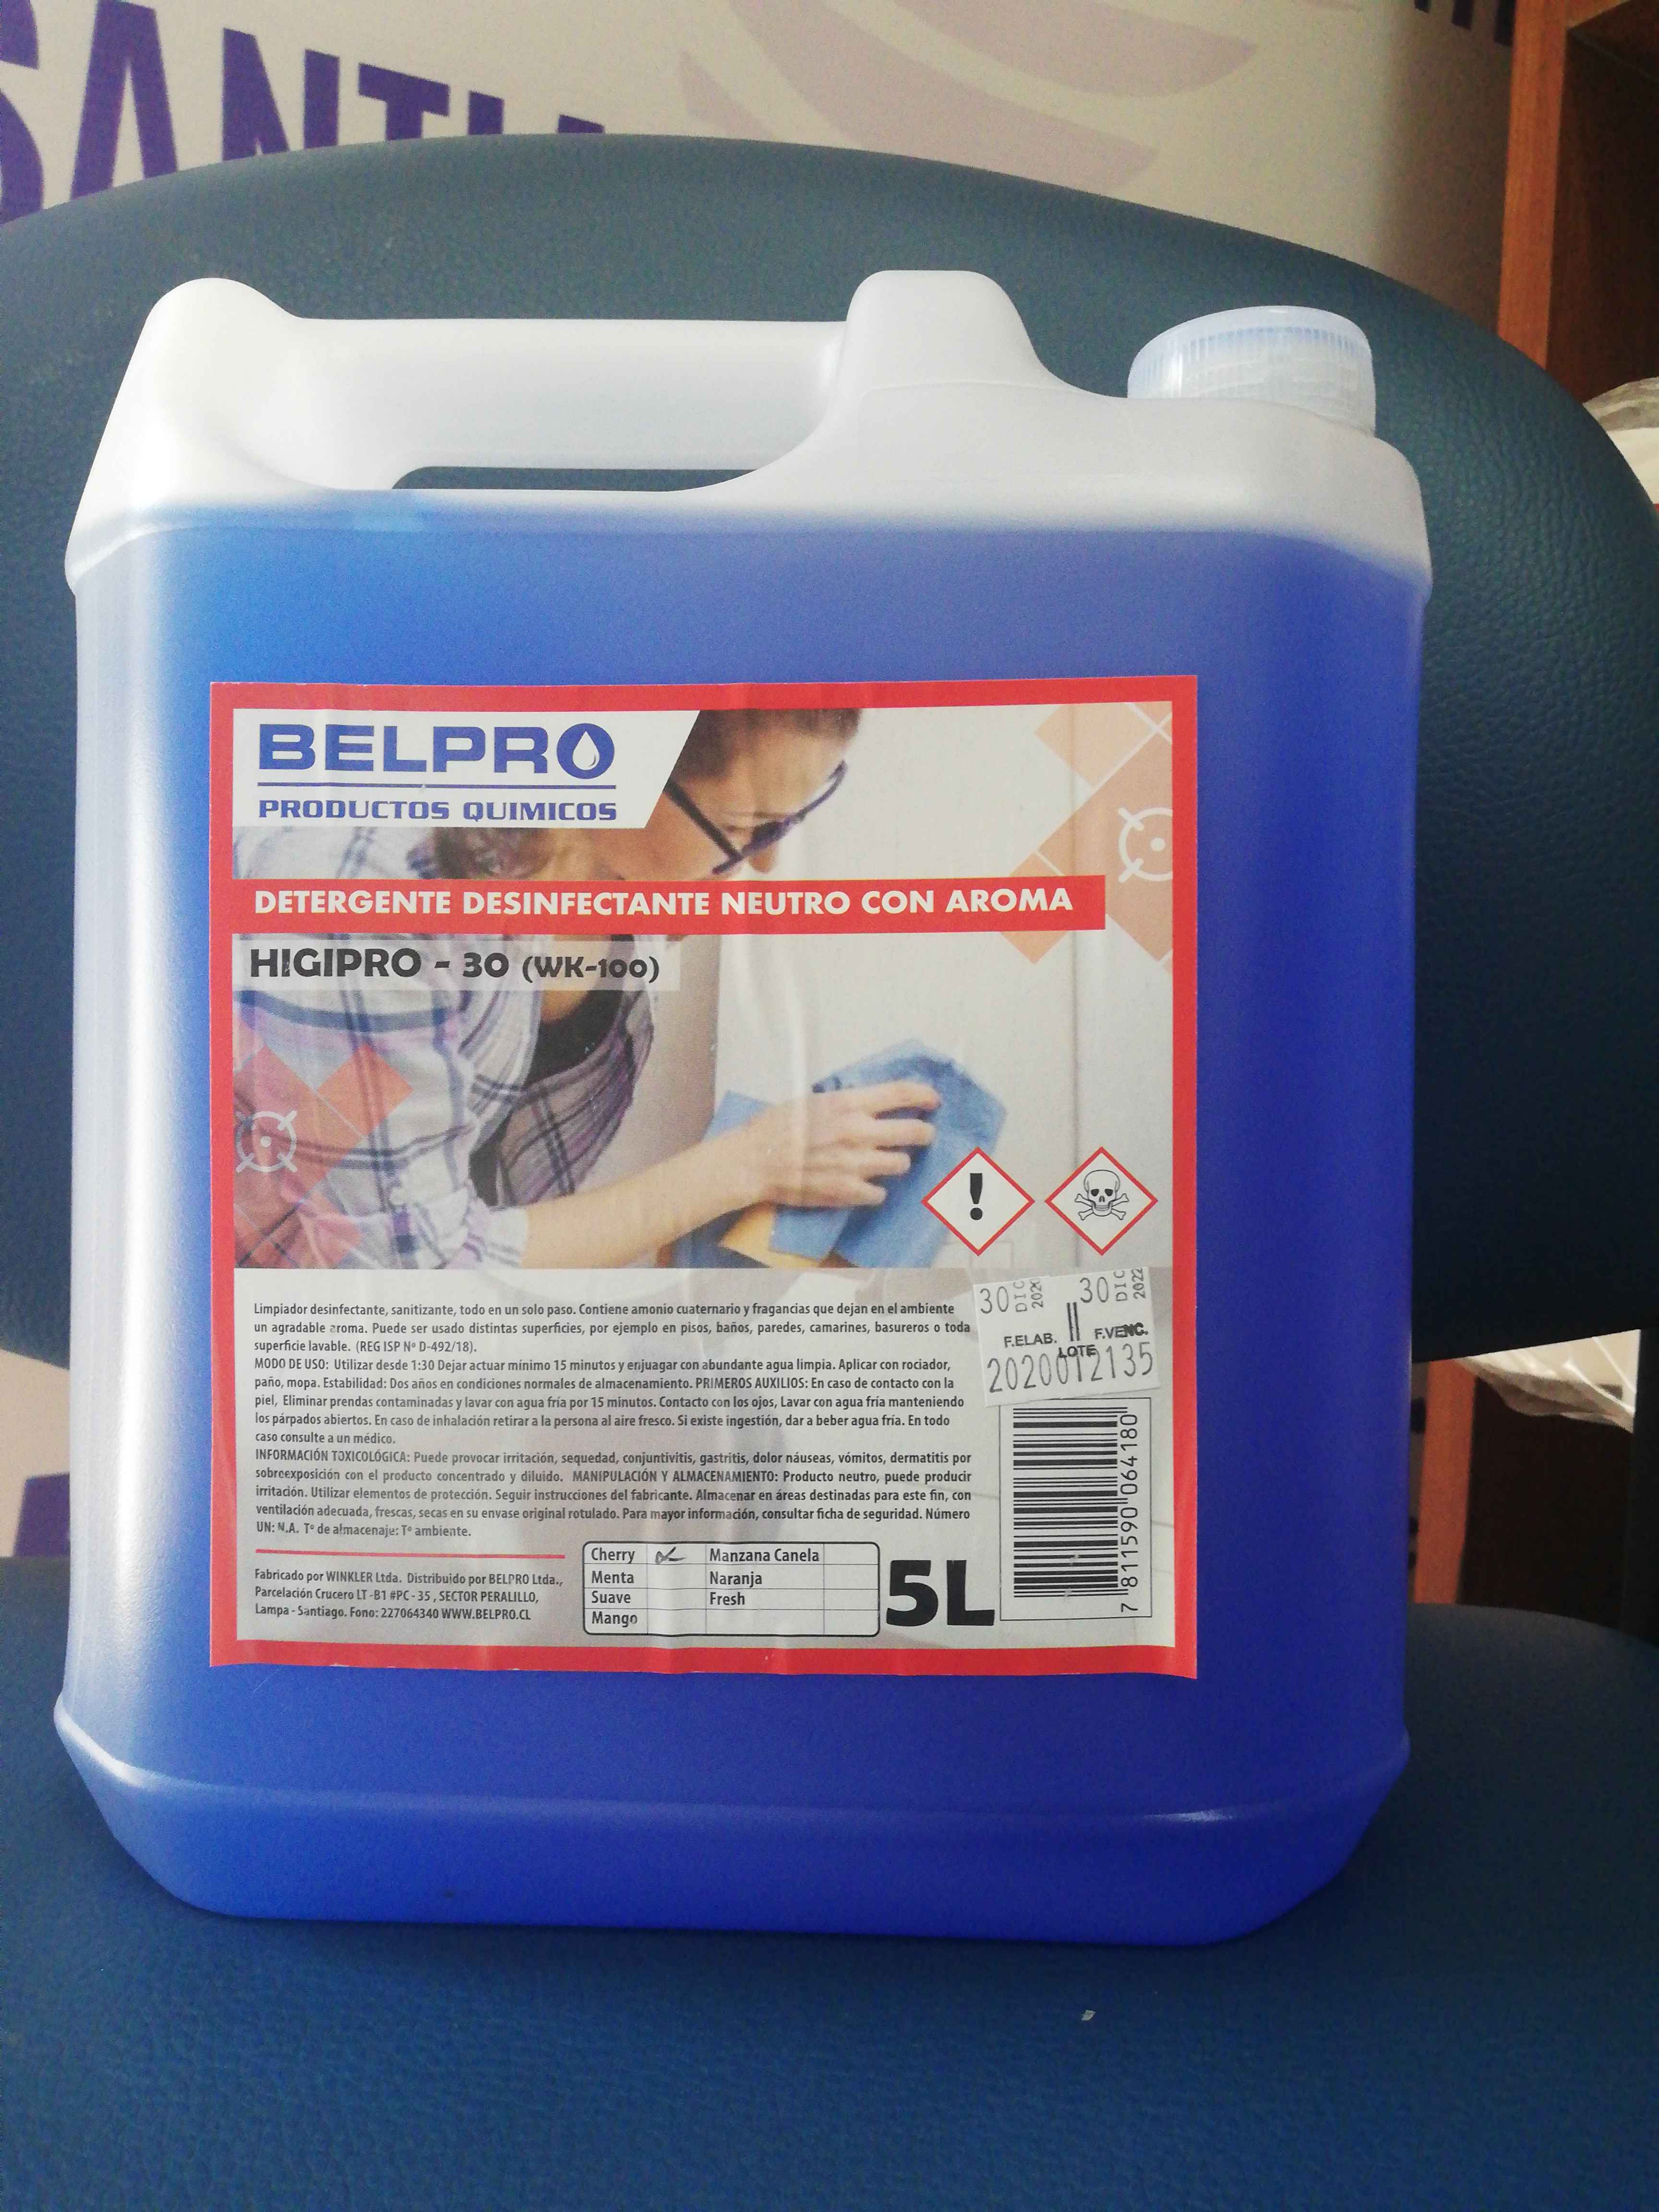 SANTIA
BELPRO
PRODUCTOS QUIMICOS
DETERGENTE DESINFECTANTE NEUTRO CON AROMA
HIGIPRO - 30 (WK-100)
Limpiador desinfectante, sanitizante, todo en un solo paso. Contiene amonio cuaternario y fragancias que dejan en el ambiente
un agradable aroma. Puede ser usado distintas superficies, por ejemplo en pisos, baños, paredes, camarines, basureros o toda
superficie lavable. (REG ISP Nº D-492/18).
MODO DE USO: Utilizar desde 1:30 Dejar actuar mínimo 15 minutos y enjuagar con abundante agua limpia. Aplicar con rociador,
paño, mopa. Estabilidad: Dos años en condiciones normales de almacenamiento. PRIMEROS AUXILIOS: En caso de contacto con la
piel, Eliminar prendas contaminadas y lavar con agua fría por 15 minutos. Contacto con los ojos, Lavar con agua fría manteniendo
los párpados abiertos. En caso de inhalación retirar a la persona al aire fresco. Si existe ingestión, dar a beber agua fría. En todo
caso consulte a un médico.
INFORMACIÓN TOXICOLÓGICA: Puede provocar irritación, sequedad, conjuntivitis, gastritis, dolor náuseas, vómitos, dermatitis por
sobreexposición con el producto concentrado y diluido. MANIPULACIÓN Y ALMACENAMIENTO: Producto neutro, puede producir
irritación. Utilizar elementos de protección. Seguir instrucciones del fabricante. Almacenar en áreas destinadas para este fin, con
ventilación adecuada, frescas, secas en su envase original rotulado. Para mayor información, consultar ficha de seguridad. Número
UN: N.A. Tº de almacenaje: Tº ambiente.
30 DIC 30 DIC 2022
F.ELAB. F.VENC.
LOTE
2020012135
Fabricado por WINKLER Ltda. Distribuido por BELPRO Ltda.,
Parcelación Crucero LT -B1 #PC - 35 , SECTOR PERALILLO,
Lampa - Santiago. Fono: 227064340 WWW.BELPRO.CL
Cherry Manzana Canela
Menta Naranja
Suave Fresh
Mango
5L
7 811590 064180